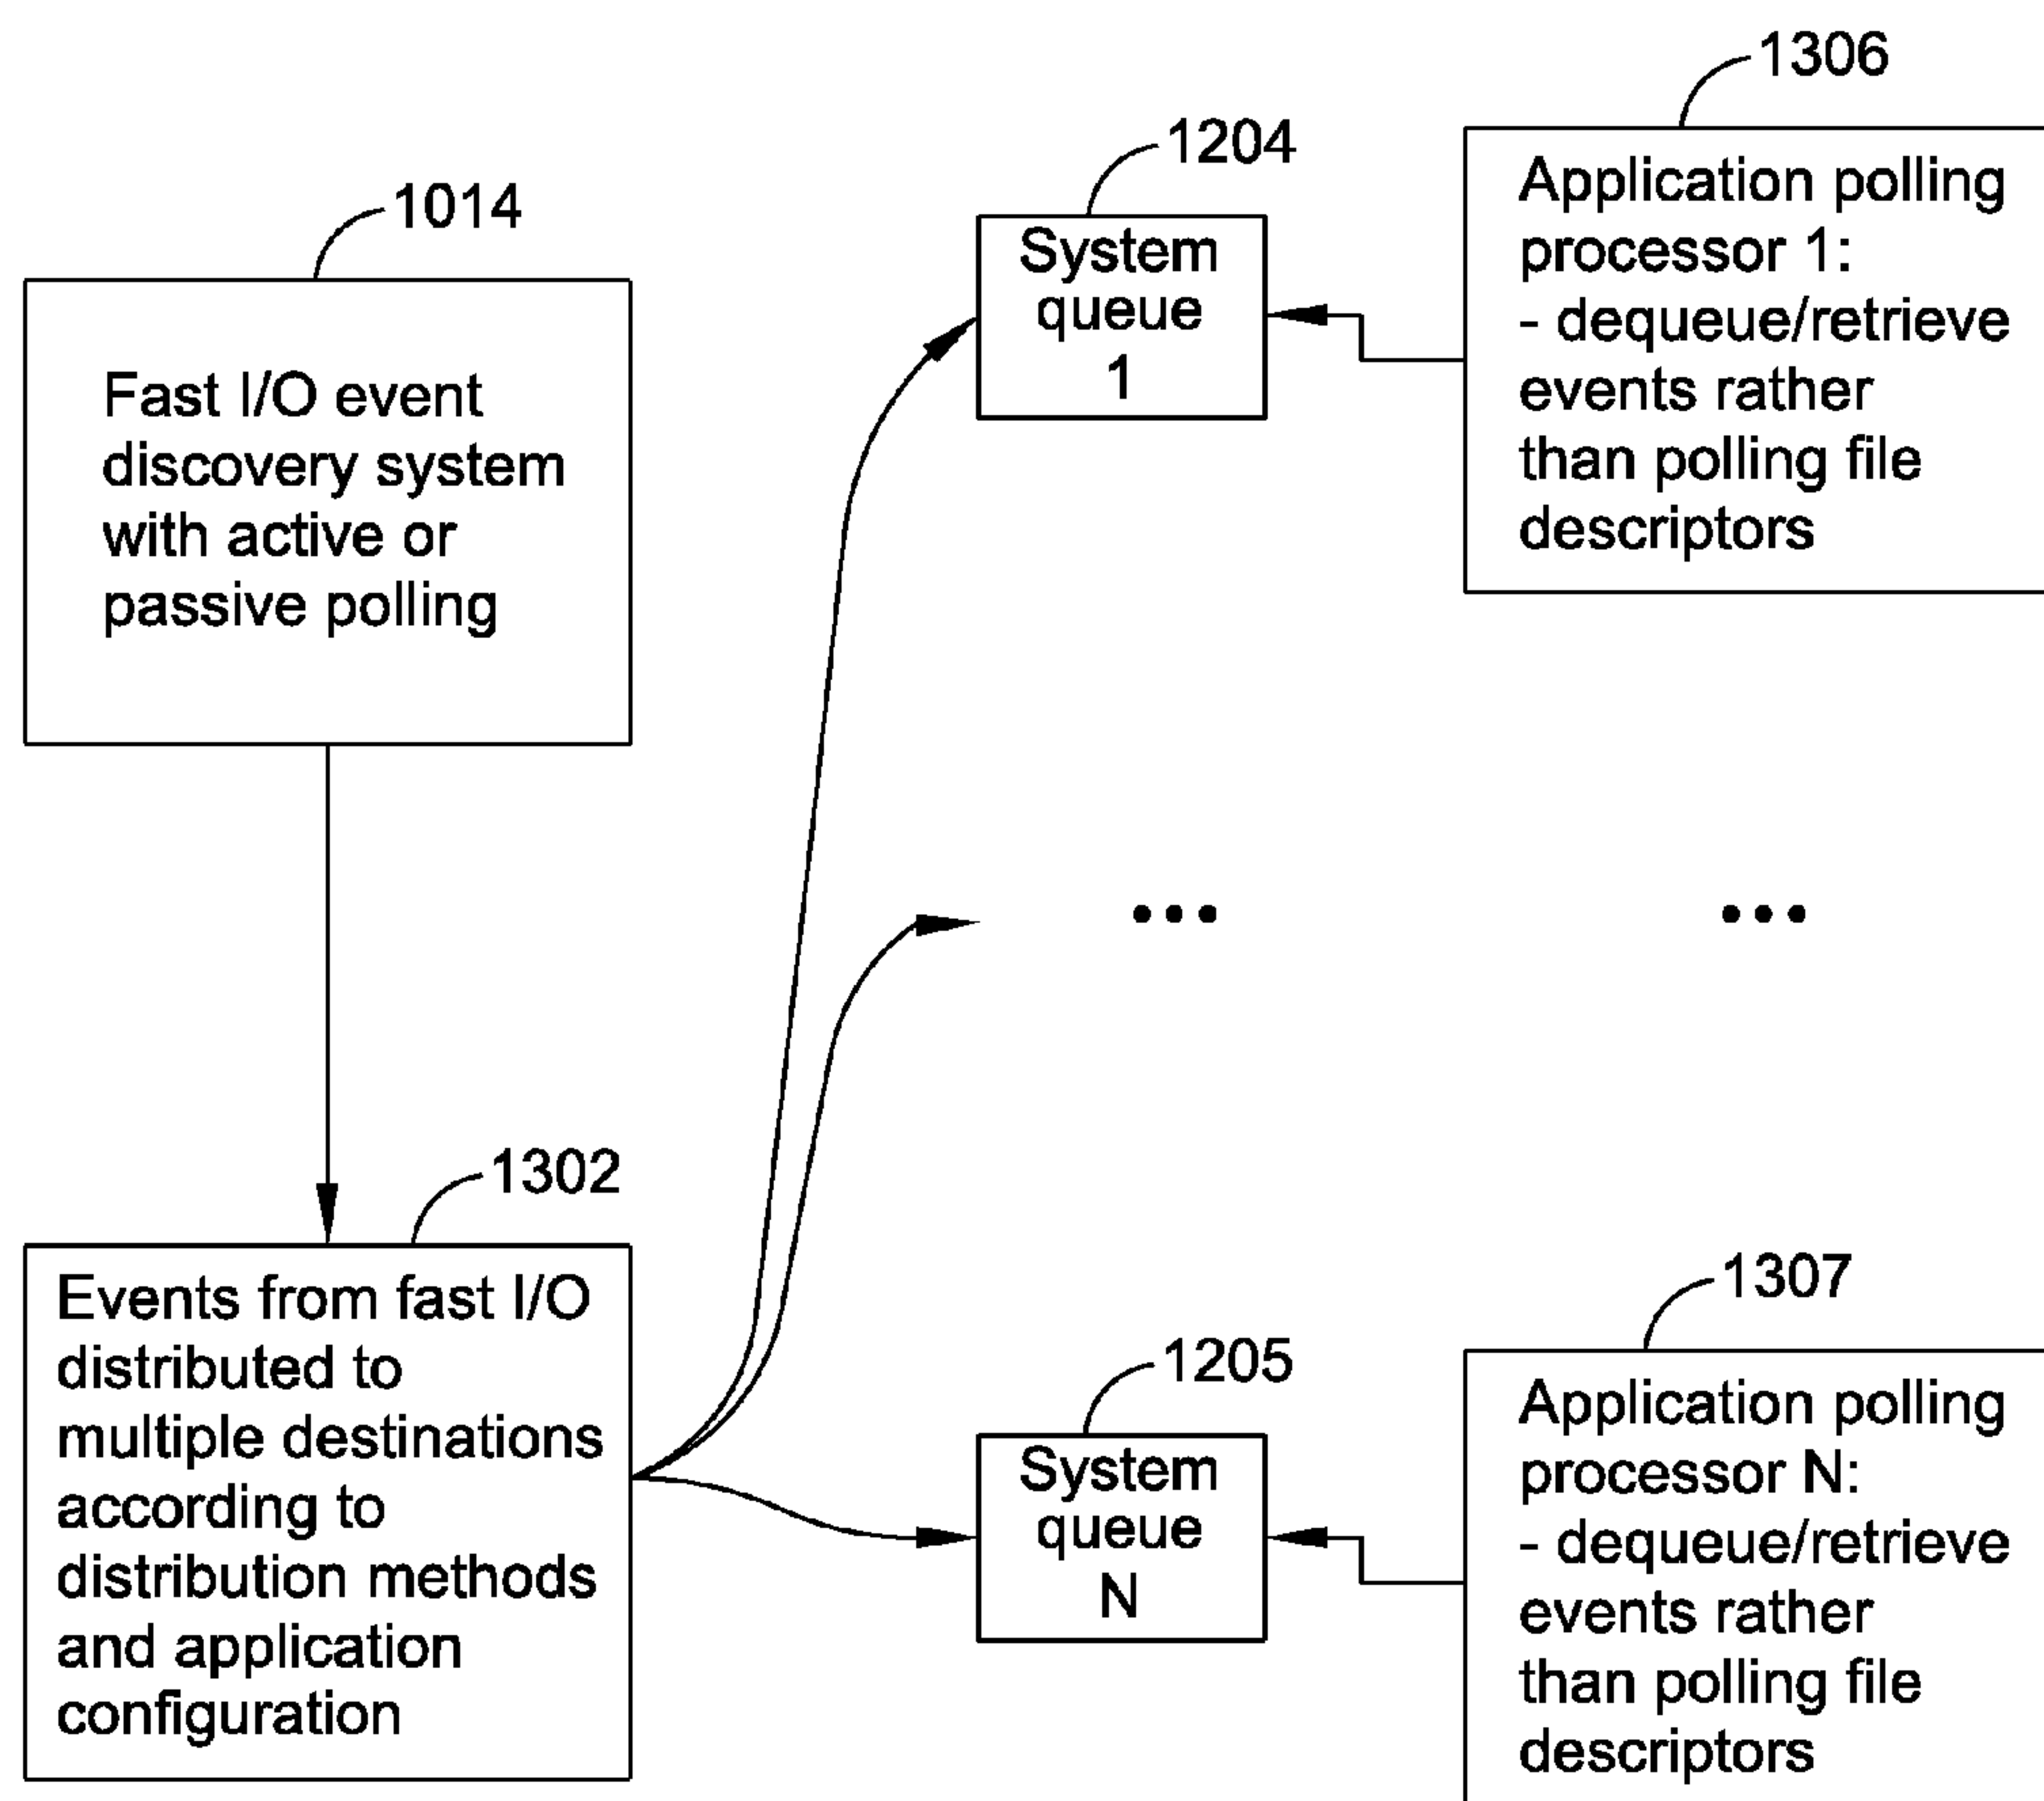 1014
Fast I/O event
discovery system
with active or
passive polling
1302
Events from fast I/O
distributed to
multiple destinations
according to
distribution methods
and application
configuration
1204
System
queue
1
1306
Application polling
processor 1:
- dequeue/retrieve
events rather
than polling file
descriptors
...
...
1205
System
queue
N
1307
Application polling
processor N:
- dequeue/retrieve
events rather
than polling file
descriptors